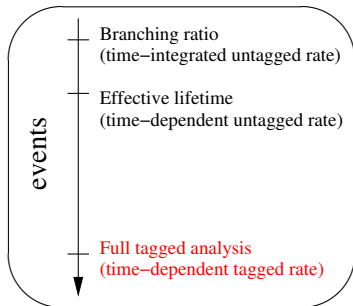 Branching ratio
(time−integrated untagged rate)
Effective lifetime
(time−dependent untagged rate)
events
Full tagged analysis
(time−dependent tagged rate)